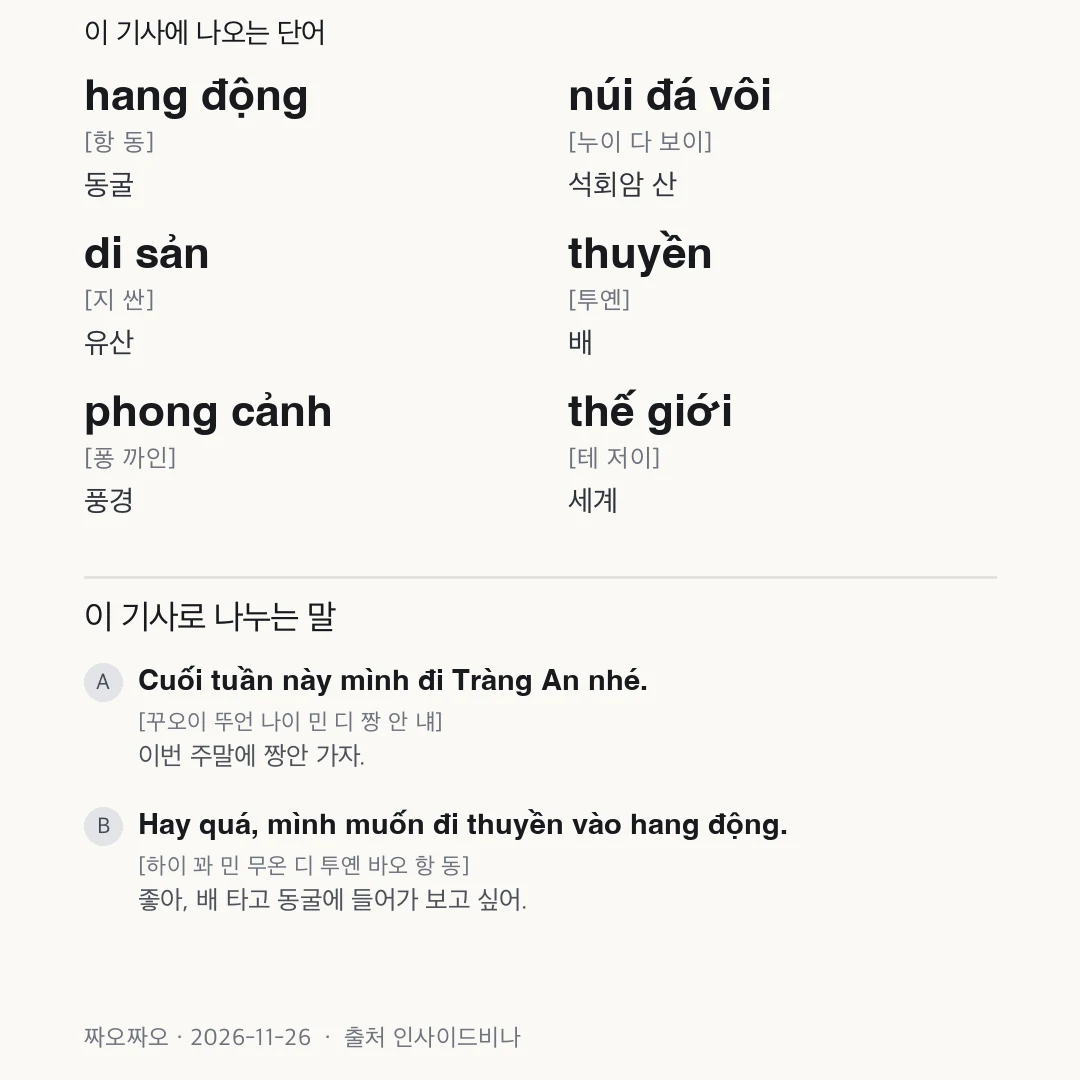 이 기사에 나오는 단어
hang động
[항 동]
동굴
núi đá vôi
[누이 다 보이]
석회암 산
di sản
[지 싼]
유산
thuyền
[투옌]
배
phong cảnh
[퐁 까인]
풍경
thế giới
[테 저이]
세계
이 기사로 나누는 말
A Cuối tuần này mình đi Tràng An nhé.
[꾸오이 뚜언 나이 민 디 짱 안 냬]
이번 주말에 짱안 가자.
B Hay quá, mình muốn đi thuyền vào hang động.
[하이 꽈 민 무온 디 투옌 바오 항 동]
좋아, 배 타고 동굴에 들어가 보고 싶어.
짜오짜오 · 2026-11-26 · 출처 인사이드비나